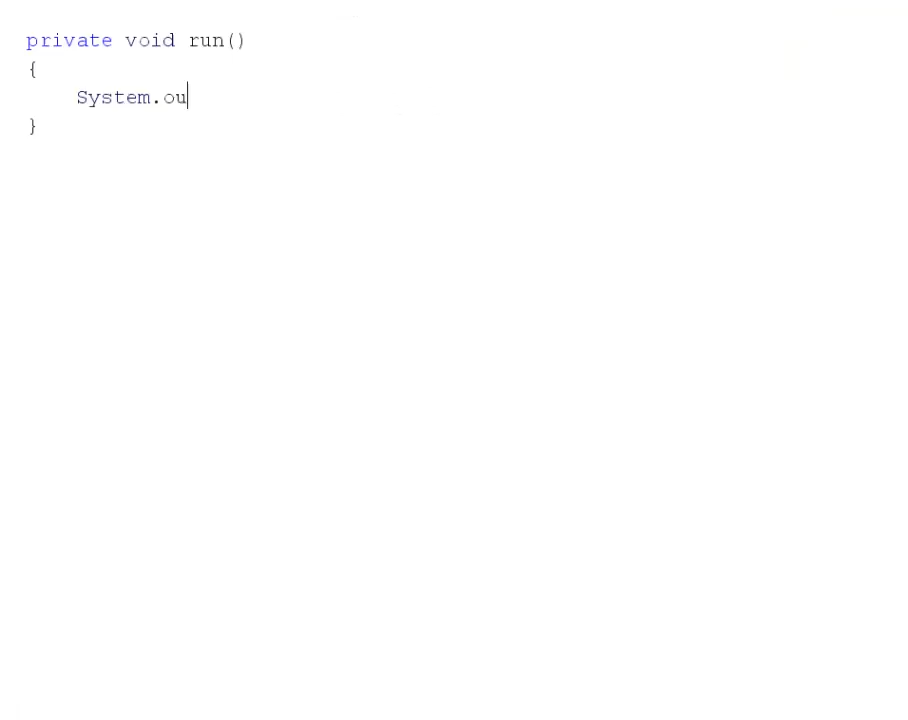 private void run()
{
    System.ou
}